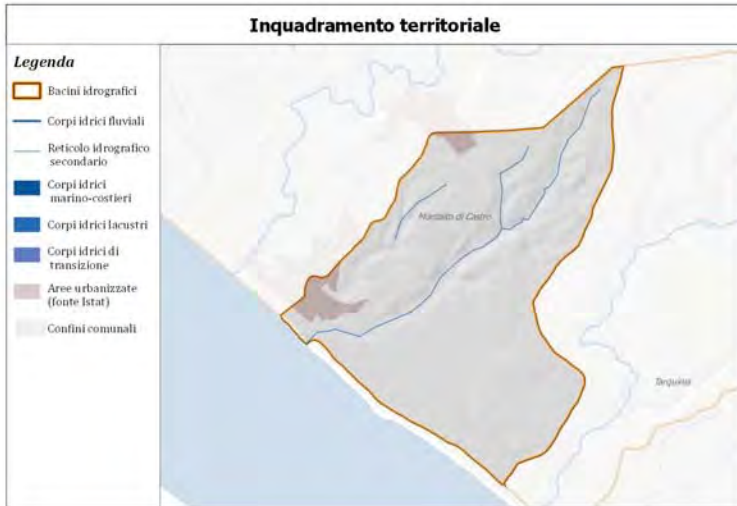 Inquadramento territoriale
Legenda
Bacini idrografici
Corpi idrici fluviali
Reticolo idrografico
secondario
Corpi idrici
marino-costieri
Corpi idrici lacustri
Corpi idrici di
transizione
Aree urbanizzate
(fonte Istat)
Confini comunali
Montalto di Castro
Tarquinia